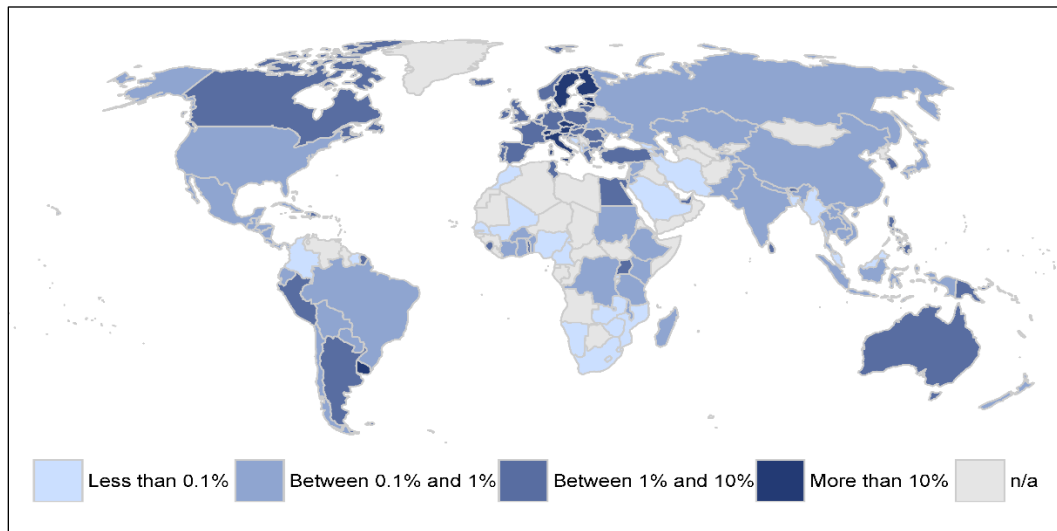 Less than 0.1% Between 0.1% and 1% Between 1% and 10% More than 10% n/a